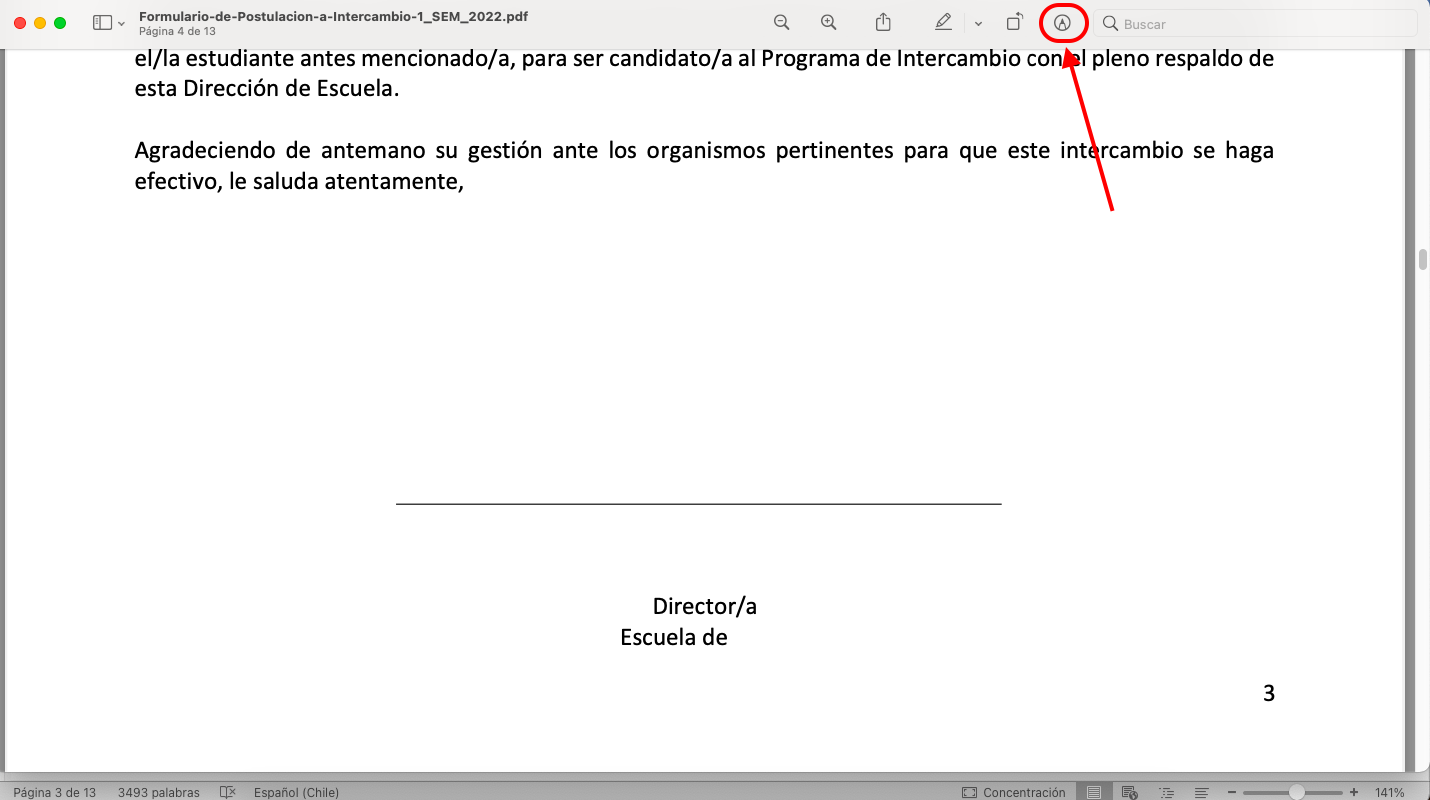 Formulario-de-Postulacion-a-Intercambio-1_SEM_2022.pdf
Página 4 de 13
Buscar
el/la estudiante antes mencionado/a, para ser candidato/a al Programa de Intercambio con el pleno respaldo de
esta Dirección de Escuela.
Agradeciendo de antemano su gestión ante los organismos pertinentes para que este intercambio se haga
efectivo, le saluda atentamente,
Director/a
Escuela de
3
Página 3 de 13 3493 palabras Español (Chile) Concentración 141%